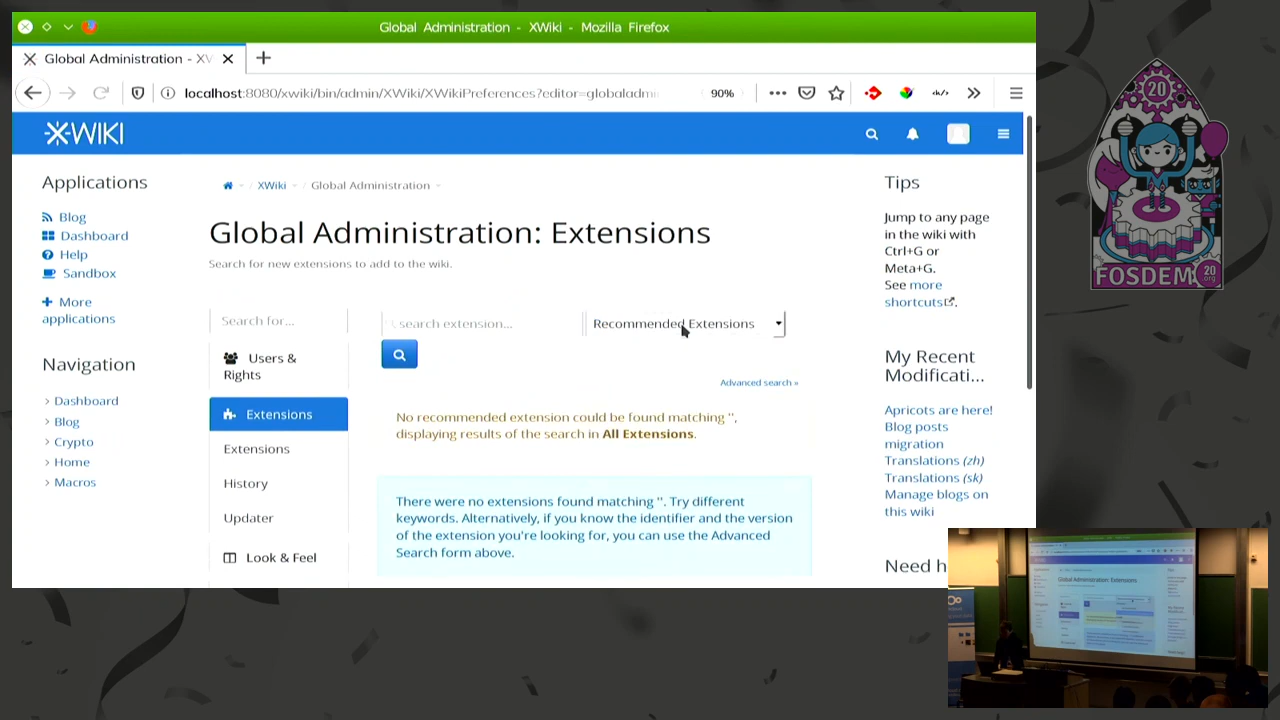 Global Administration - XWiki - Mozilla Firefox
Global Administration - XV
localhost:8080/xwiki/bin/admin/XWiki/XWikiPreferences?editor=globaladm
90%
X-WIKI
Applications
Blog
Dashboard
Help
Sandbox
More
applications
Navigation
Dashboard
Blog
Crypto
Home
Macros
XWiki
Global Administration
Global Administration: Extensions
Search for new extensions to add to the wiki.
Search for...
Users &
Rights
Extensions
Extensions
History
Updater
Look & Feel
search extension...
Recommended Extensions
Advanced search »
No recommended extension could be found matching '',
displaying results of the search in All Extensions.
There were no extensions found matching ''. Try different
keywords. Alternatively, if you know the identifier and the version
of the extension you're looking for, you can use the Advanced
Search form above.
Tips
Jump to any page
in the wiki with
Ctrl+G or
Meta+G.
See more
shortcuts.
My Recent
Modificati...
Apricots are here!
Blog posts
migration
Translations (zh)
Translations (sk)
Manage blogs on
this wiki
Need h
20
FOSDEM
20
.org
Global Administration: Extensions